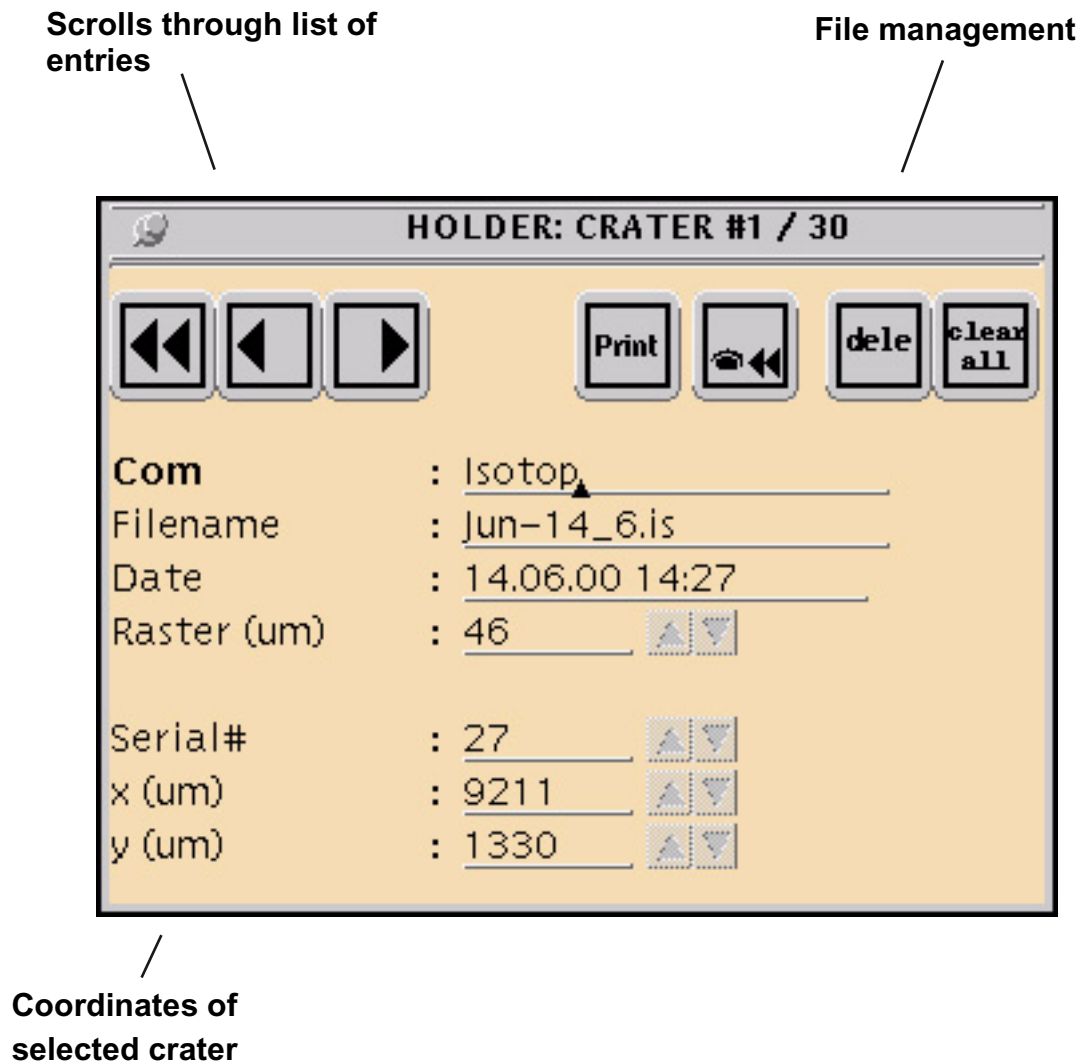 Scrolls through list of
entries
File management
HOLDER: CRATER #1 / 30
Print
dele
clear
all
Com : Isotop
Filename : Jun-14_6.is
Date : 14.06.00 14:27
Raster (um) : 46
Serial# : 27
x (um) : 9211
y (um) : 1330
Coordinates of
selected crater